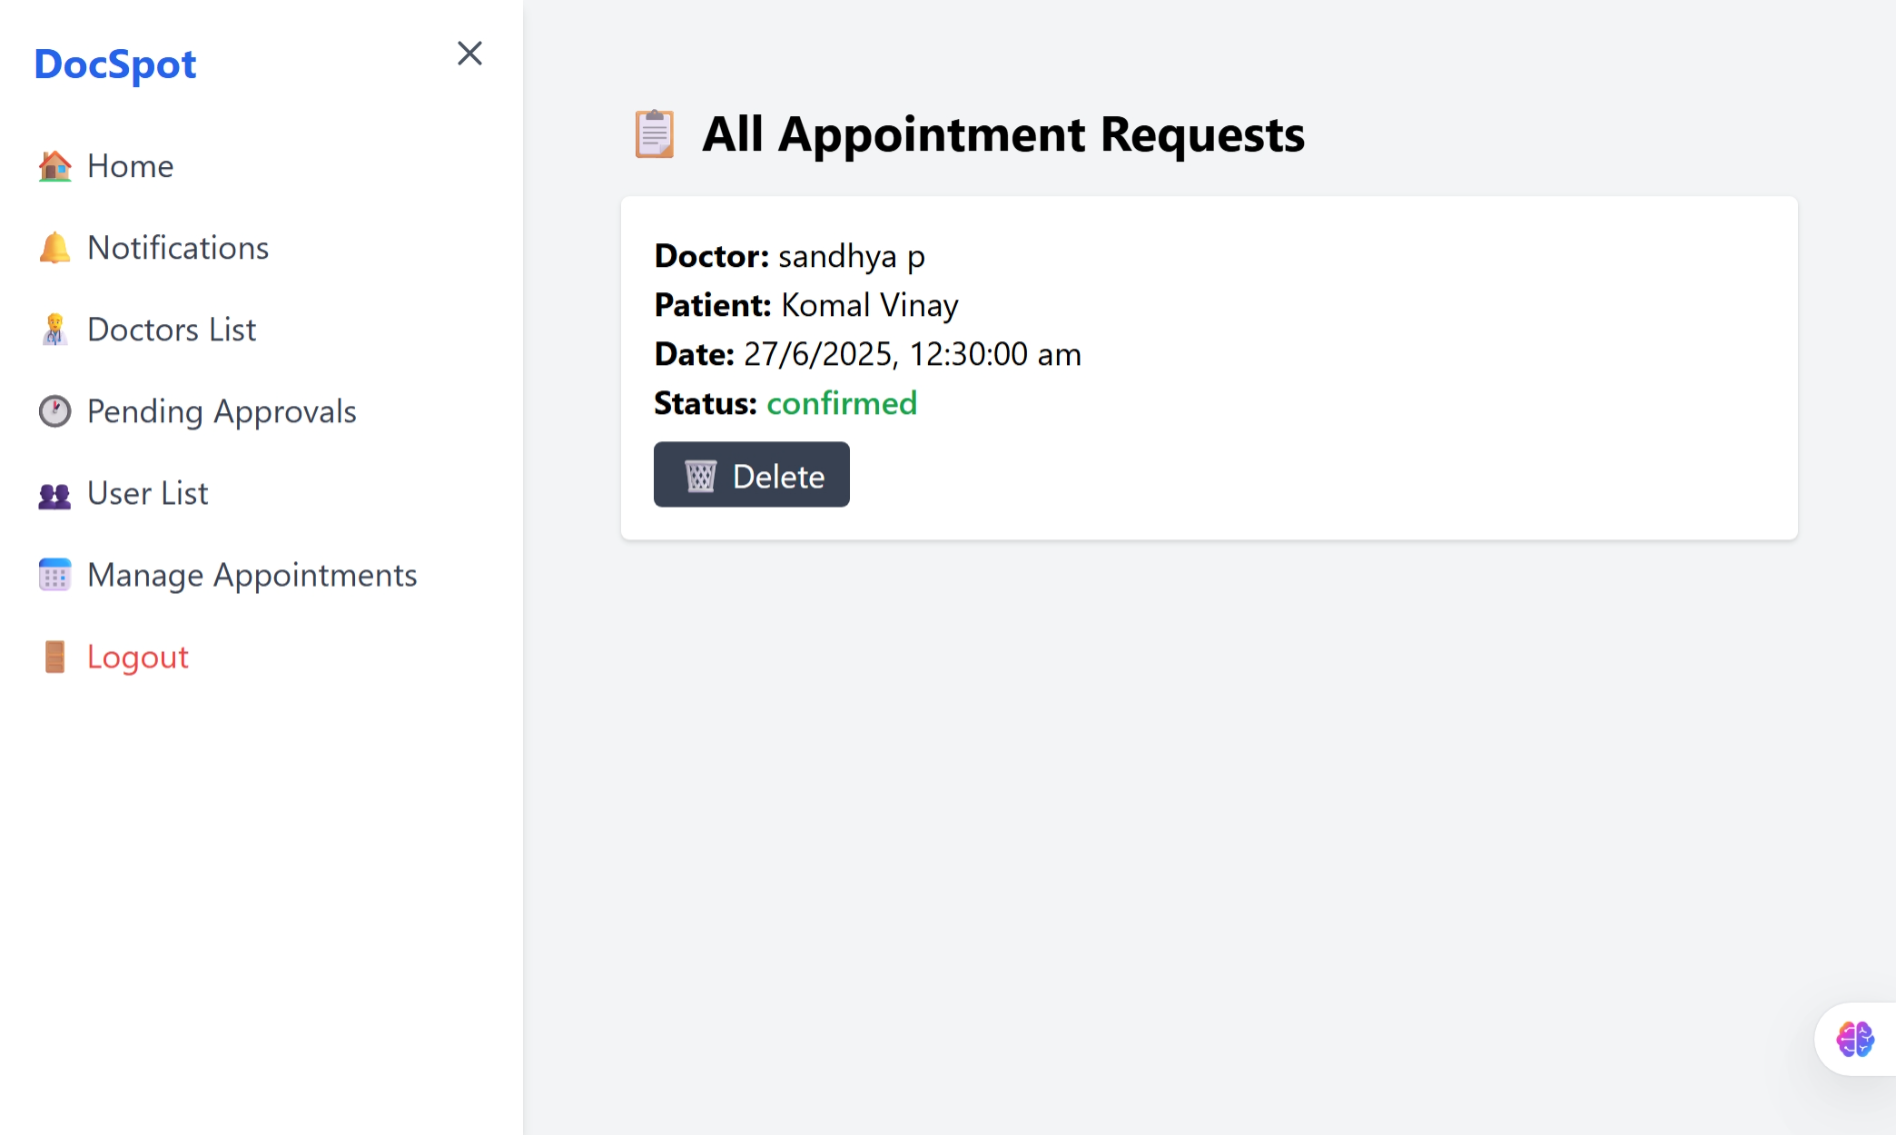 DocSpot
Home
Notifications
Doctors List
Pending Approvals
User List
Manage Appointments
Logout
All Appointment Requests
Doctor: sandhya p
Patient: Komal Vinay
Date: 27/6/2025, 12:30:00 am
Status: confirmed
Delete